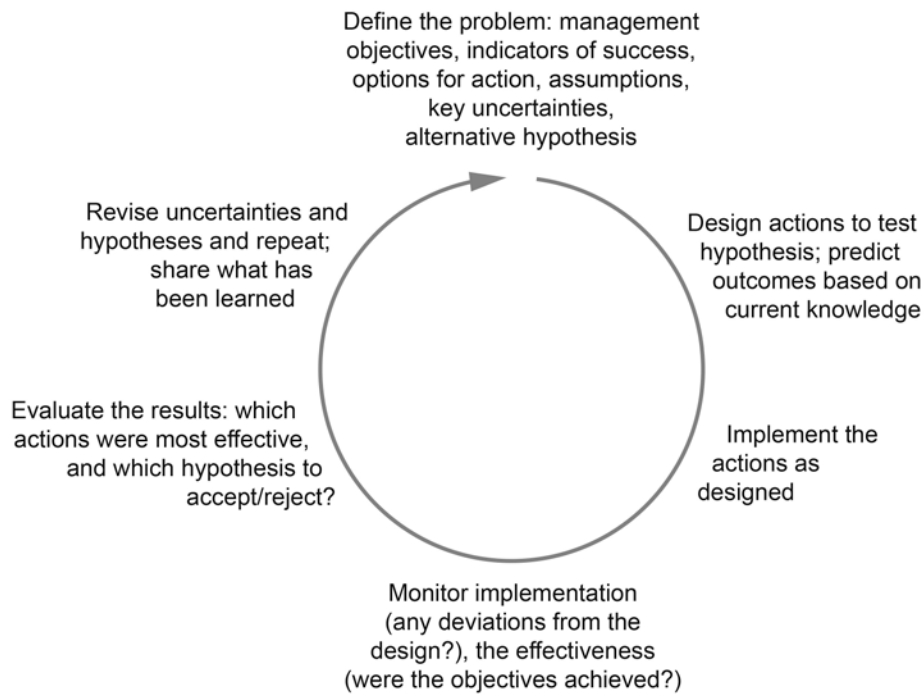 Define the problem: management
objectives, indicators of success,
options for action, assumptions,
key uncertainties,
alternative hypothesis
Design actions to test
hypothesis; predict
outcomes based on
current knowledge
Implement the
actions as
designed
Monitor implementation
(any deviations from the
design?), the effectiveness
(were the objectives achieved?)
Evaluate the results: which
actions were most effective,
and which hypothesis to
accept/reject?
Revise uncertainties and
hypotheses and repeat;
share what has
been learned